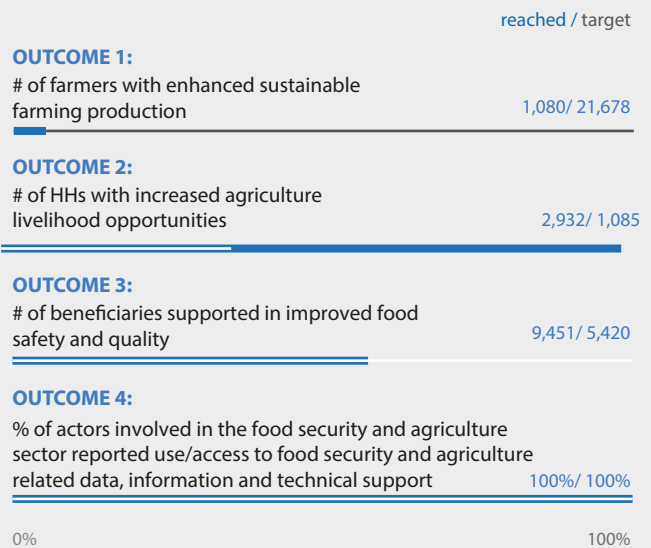 reached / target
OUTCOME 1:
# of farmers with enhanced sustainable
farming production
1,080/ 21,678
OUTCOME 2:
# of HHs with increased agriculture
livelihood opportunities
2,932/ 1,085
OUTCOME 3:
# of beneficiaries supported in improved food
safety and quality
9,451/ 5,420
OUTCOME 4:
% of actors involved in the food security and agriculture
sector reported use/access to food security and agriculture
related data, information and technical support
100%/ 100%
0%
100%